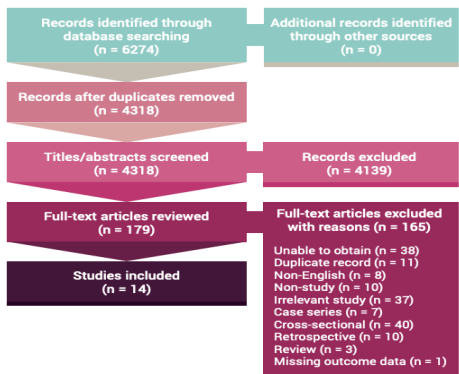 Records identified through
database searching
(n = 6274)
Additional records identified
through other sources
(n = 0)
Records after duplicates removed
(n = 4318)
Titles/abstracts screened
(n = 4318)
Records excluded
(n = 4139)
Full-text articles reviewed
(n = 179)
Full-text articles excluded
with reasons (n = 165)
Unable to obtain (n = 38)
Duplicate record (n = 11)
Non-English (n = 8)
Non-study (n = 10)
Irrelevant study (n = 37)
Case series (n = 7)
Cross-sectional (n = 40)
Retrospective (n = 10)
Review (n = 3)
Missing outcome data (n = 1)
Studies included
(n = 14)